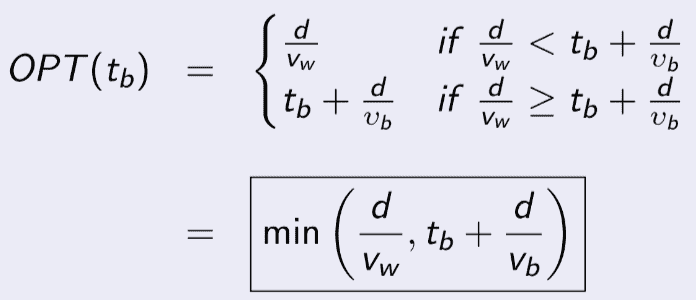 OPT(t_b) = { d/v_w if d/v_w < t_b + d/υ_b
t_b + d/υ_b if d/v_w ≥ t_b + d/υ_b
= min ( d/v_w , t_b + d/v_b )